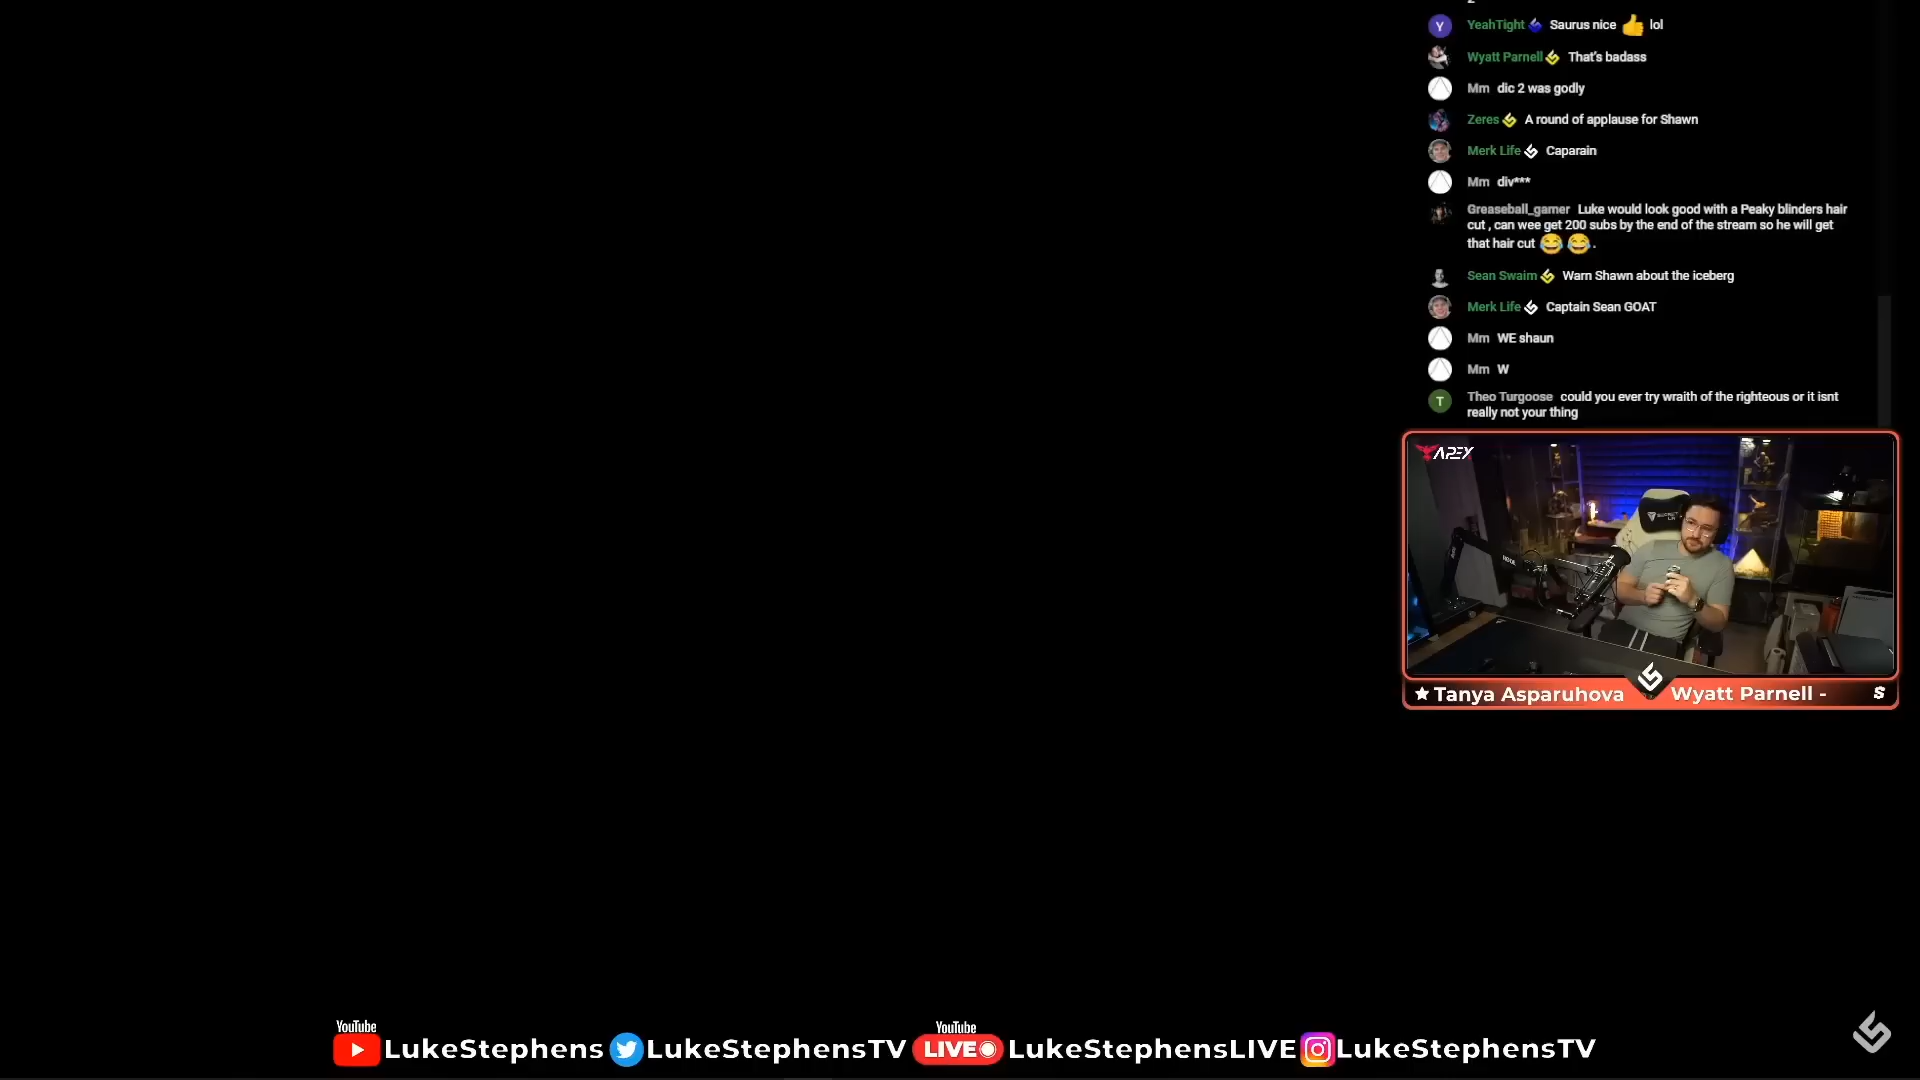 YeahTight Saurus nice 👍 lol
Wyatt Parnell That's badass
Mm dic 2 was godly
Zeres A round of applause for Shawn
Merk Life Caparain
Mm div***
Greaseball_gamer Luke would look good with a Peaky blinders hair
cut , can wee get 200 subs by the end of the stream so he will get
that hair cut 😂 😂 .
Sean Swaim Warn Shawn about the iceberg
Merk Life Captain Sean GOAT
Mm WE shaun
Mm W
Theo Turgoose could you ever try wraith of the righteous or it isnt
really not your thing
APEX
★ Tanya Asparuhova
Wyatt Parnell - $
YouTube
LukeStephens
LukeStephensTV
YouTube
LIVE
LukeStephensLIVE
LukeStephensTV